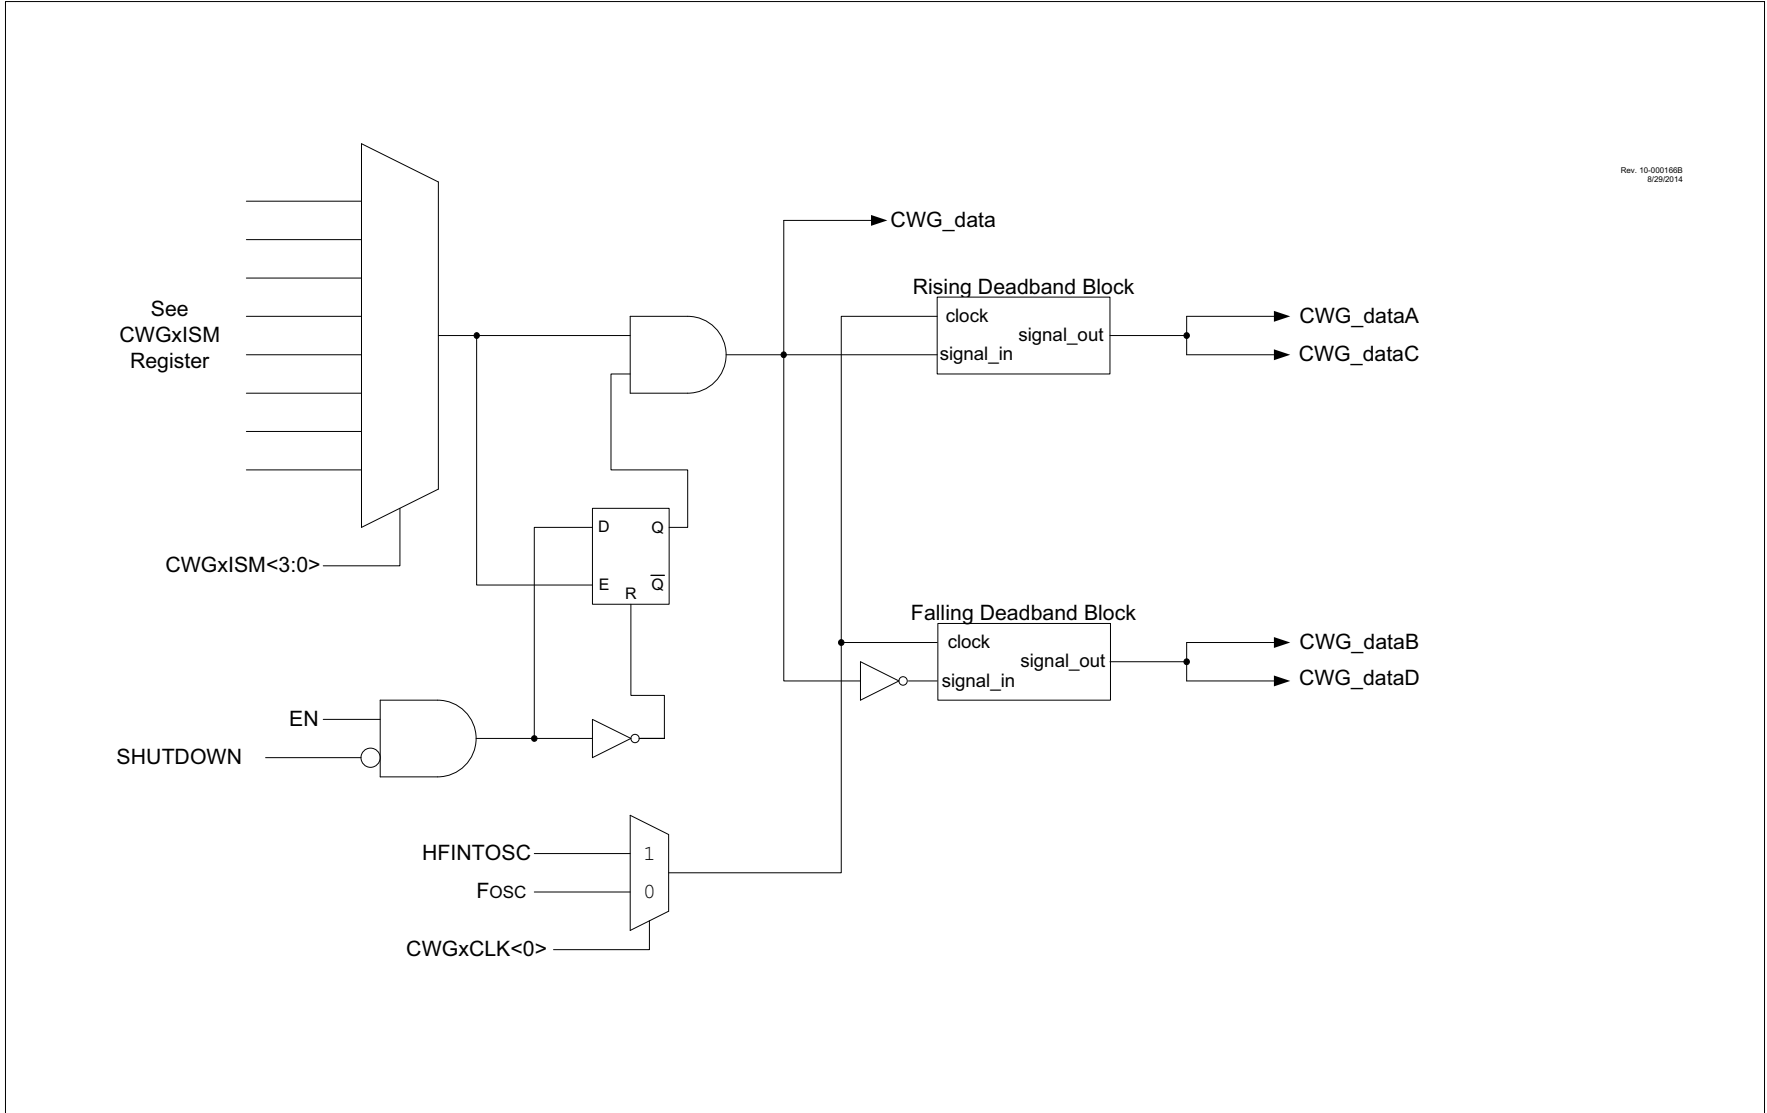 Rev. 10-000166B
8/29/2014
CWG_data
Rising Deadband Block
clock
signal_out
signal_in
CWG_dataA
CWG_dataC
See
CWGxISM
Register
D
Q
E
R
Q̅
CWGxISM<3:0>
Falling Deadband Block
clock
signal_out
signal_in
CWG_dataB
CWG_dataD
EN
SHUTDOWN
HFINTOSC
1
FOSC
0
CWGxCLK<0>